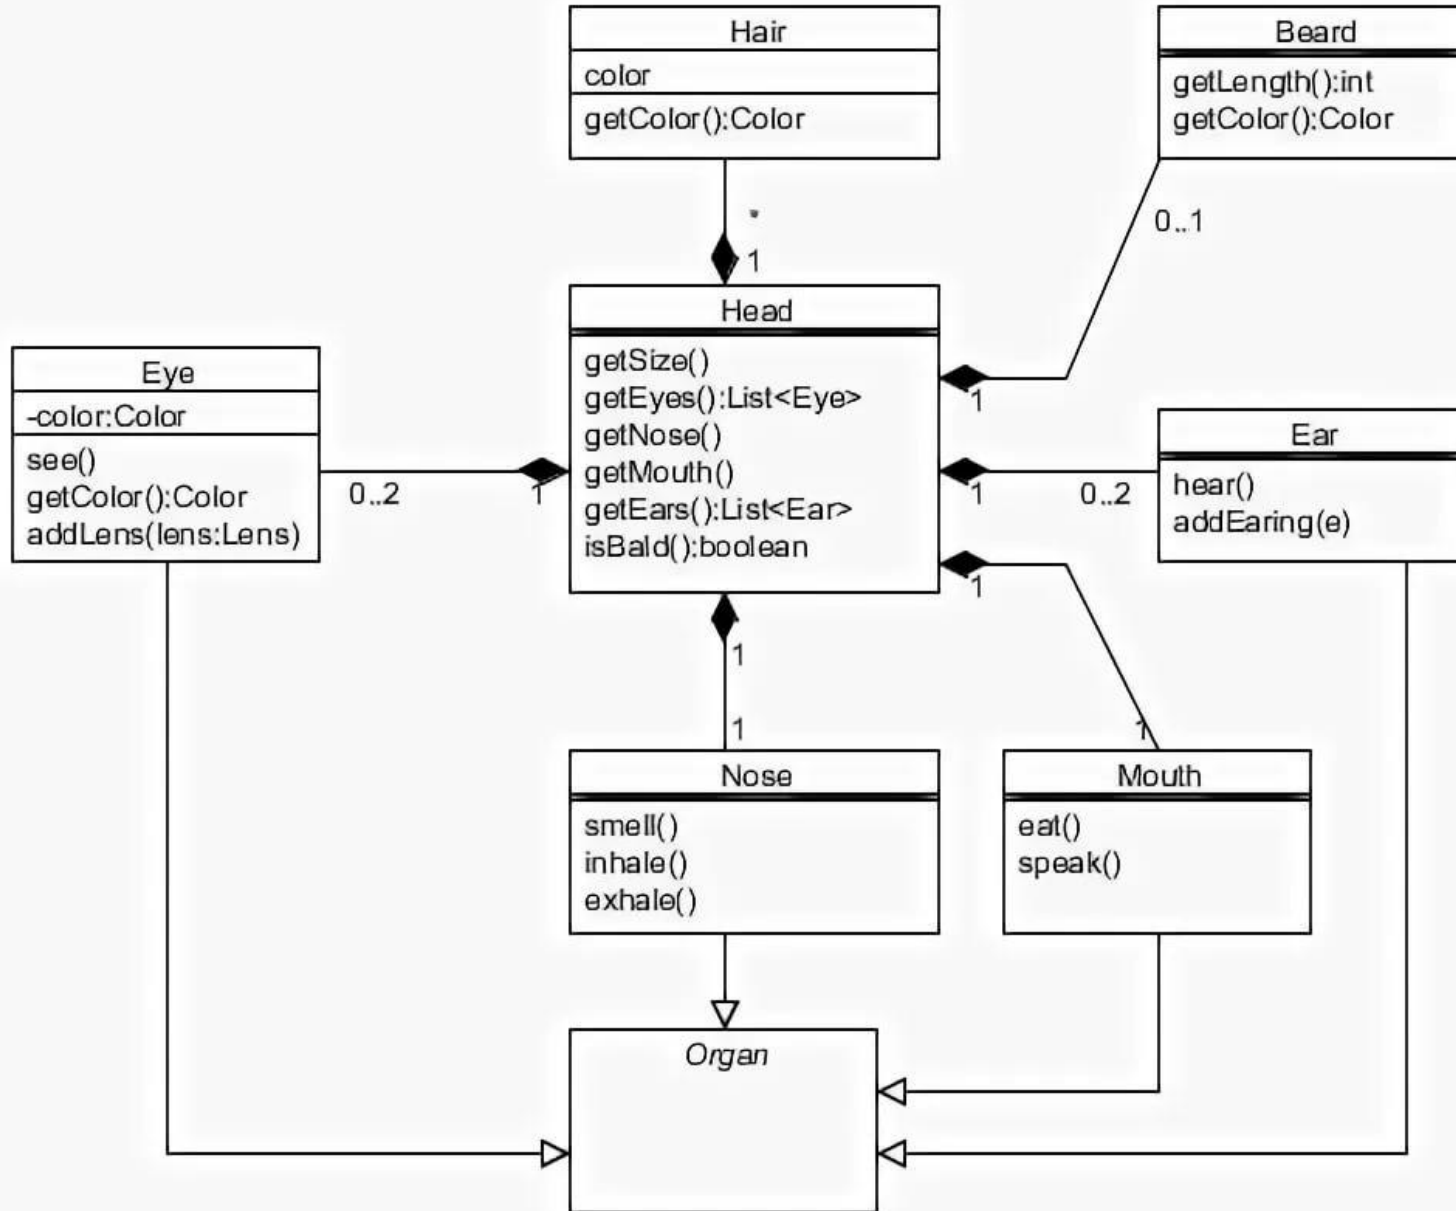 Hair
color
getColor():Color
Beard
getLength():int
getColor():Color
0..1
*
1
Head
getSize()
getEyes():List<Eye>
getNose()
getMouth()
getEars():List<Ear>
isBald():boolean
Eye
-color:Color
see()
getColor():Color
addLens(lens:Lens)
0..2
1
1
1
0..2
Ear
hear()
addEaring(e)
1
1
1
1
Nose
smell()
inhale()
exhale()
Mouth
eat()
speak()
Organ